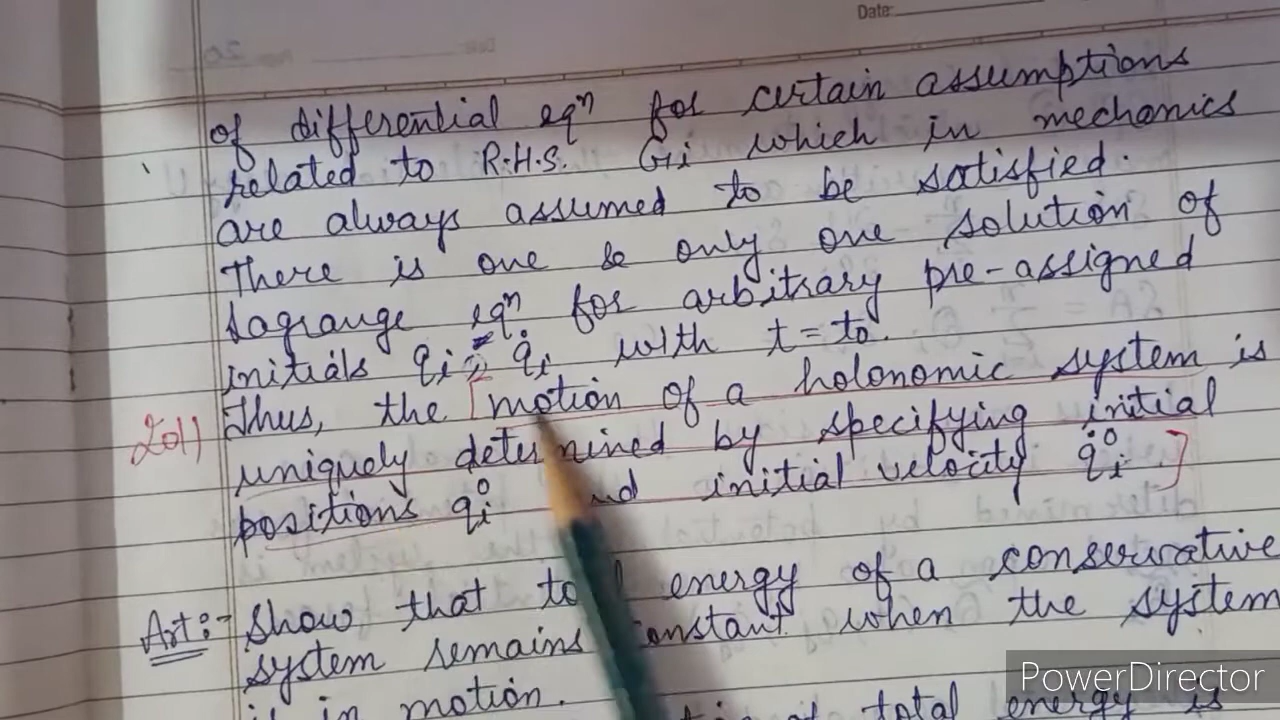 Date:
of differential eqⁿ for certain assumptions
related to R.H.S. Gi which in mechanics
are always assumed to be satisfied.
There is one & only one solution of
Lagrange eqⁿ for arbitrary pre-assigned
initials qi, q̇i with t = to.
2011 Thus, the [motion of a holonomic system is
uniquely determined by specifying initial
positions qi⁰ and initial velocity q̇i⁰]
Art:- Show that total energy of a conservative
system remains constant when the system
is in motion.
total energy is
PowerDirector